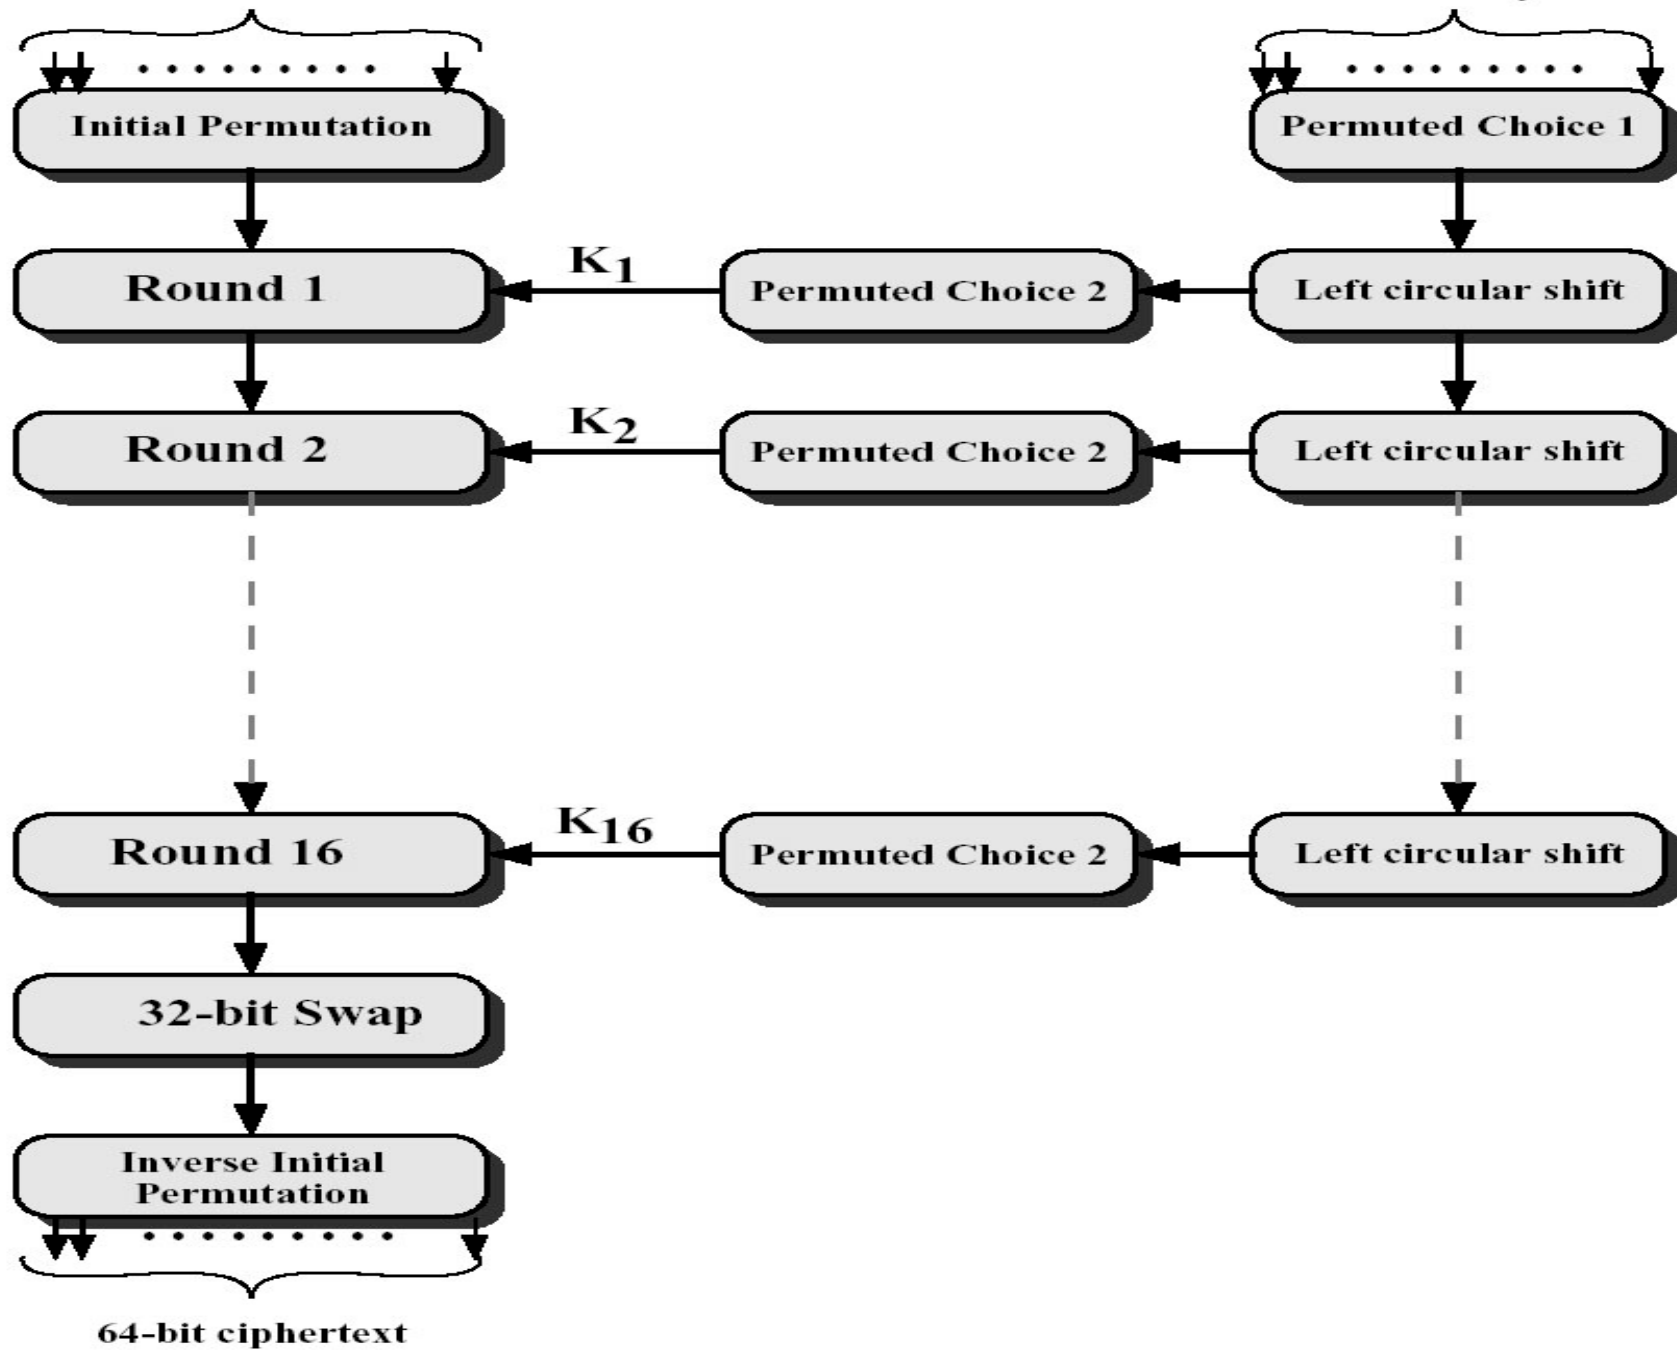 Initial Permutation
Permuted Choice 1
Round 1
K1
Permuted Choice 2
Left circular shift
Round 2
K2
Permuted Choice 2
Left circular shift
Round 16
K16
Permuted Choice 2
Left circular shift
32-bit Swap
Inverse Initial
Permutation
64-bit ciphertext